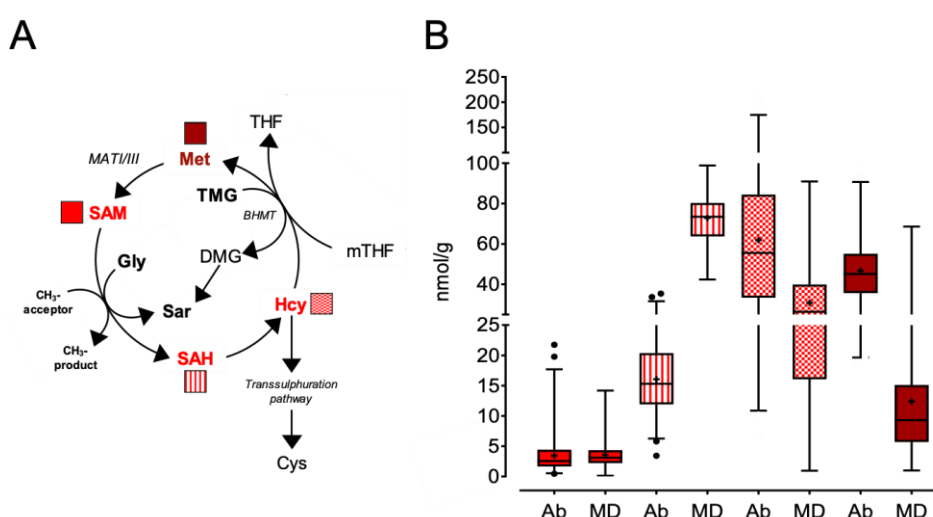 A
THF
MATI/III
Met
TMG
SAM
BHMT
mTHF
DMG
Gly
CH₃-
acceptor
Sar
Hcy
CH₃-
product
SAH
Transsulphuration
pathway
Cys
B
nmol/g
250
200
150
100
80
60
40
25
20
15
10
5
0
Ab MD Ab MD Ab MD Ab MD